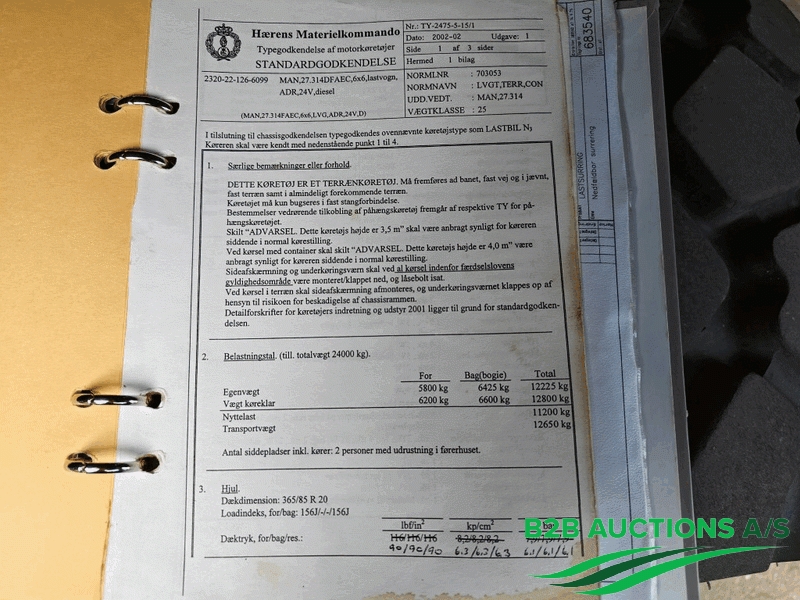 Hærens Materielkommando
Typegodkendelse af motorkøretøjer
STANDARDGODKENDELSE
Nr.: TY-2475-5-15/1
Dato: 2002-02 Udgave: 1
Side 1 af 3 sider
Hermed 1 bilag
2320-22-126-6099 MAN,27.314DFAEC,6x6,lastvogn,
ADR,24V,diesel
(MAN,27.314DFAEC,6x6,LVG,ADR,24V,D)
NORMLNR : 703053
NORMNAVN : LVGT,TERR,CON
UDD.VEDT. : MAN,27.314
VÆGTKLASSE : 25
I tilslutning til chassisgodkendelsen typegodkendes ovennævnte køretøjstype som LASTBIL N3
Køreren skal være kendt med nedenstående punkt 1 til 4.
1. Særlige bemærkninger eller forhold.
DETTE KØRETØJ ER ET TERRÆNKØRETØJ. Må fremføres ad banet, fast vej og i jævnt,
fast terræn samt i almindeligt forekommende terræn.
Køretøjet må kun bugseres i fast stangforbindelse.
Bestemmelser vedrørende tilkobling af påhængskøretøj fremgår af respektive TY for på-
hængskøretøjet.
Skilt "ADVARSEL. Dette køretøjs højde er 3,5 m" skal være anbragt synligt for køreren
siddende i normal kørestilling.
Ved kørsel med container skal skilt "ADVARSEL. Dette køretøjs højde er 4,0 m" være
anbragt synligt for køreren siddende i normal kørestilling.
Sideafskærmning og underkøringsværn skal ved al kørsel indenfor færdselslovens
gyldighedsområde være monteret/klappet ned, og låsebolt isat.
Ved kørsel i terræn skal sideafskærmning afmonteres, og underkøringsværnet klappes op af
hensyn til risikoen for beskadigelse af chassisrammen.
Detailforskrifter for køretøjers indretning og udstyr 2001 ligger til grund for standardgodken-
delsen.
2. Belastningstal. (till. totalvægt 24000 kg).
For Bag(bogie) Total
Egenvægt 5800 kg 6425 kg 12225 kg
Vægt køreklar 6200 kg 6600 kg 12800 kg
Nyttelast 11200 kg
Transportvægt 12650 kg
Antal siddepladser inkl. kører: 2 personer med udrustning i førerhuset.
3. Hjul.
Dækdimension: 365/85 R 20
Loadindeks, for/bag: 156J/-/-/156J
lbf/in² kp/cm² bar
Dæktryk, for/bag/res.: 116/116/116 8,2/8,2/8,2
90/90/90 6.3/6.3/6.3 6.1/6.1/6.1
683540
LASTSURRING
Nedfældbar surrering
B2B AUCTIONS A/S